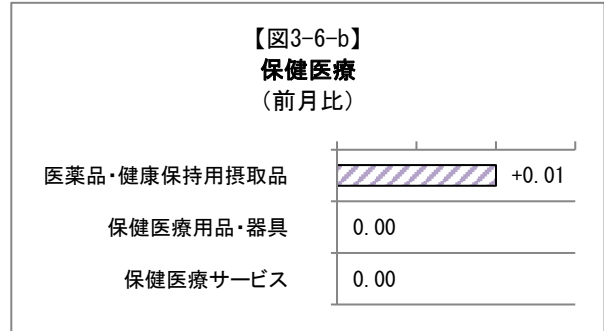 【図3-6-b】
保健医療
（前月比）
医薬品・健康保持用摂取品 +0.01
保健医療用品・器具 0.00
保健医療サービス 0.00